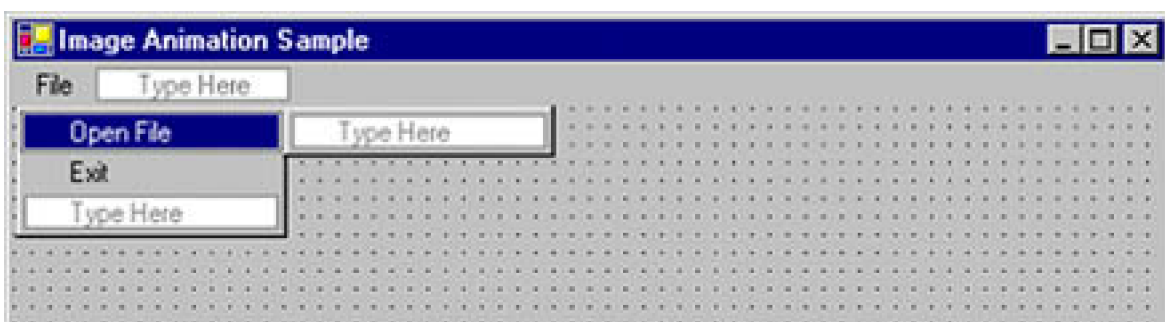 Image Animation Sample
File Type Here
Open File Type Here
Exit
Type Here